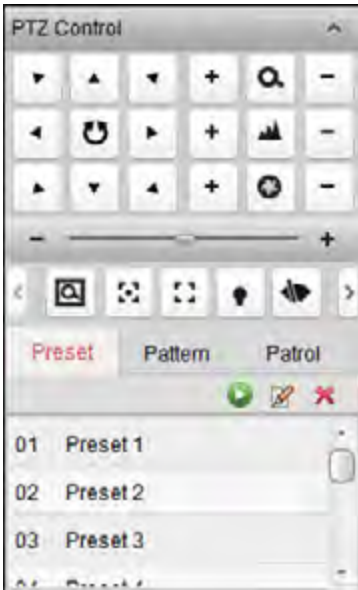 PTZ Control
Preset Pattern Patrol
01 Preset 1
02 Preset 2
03 Preset 3